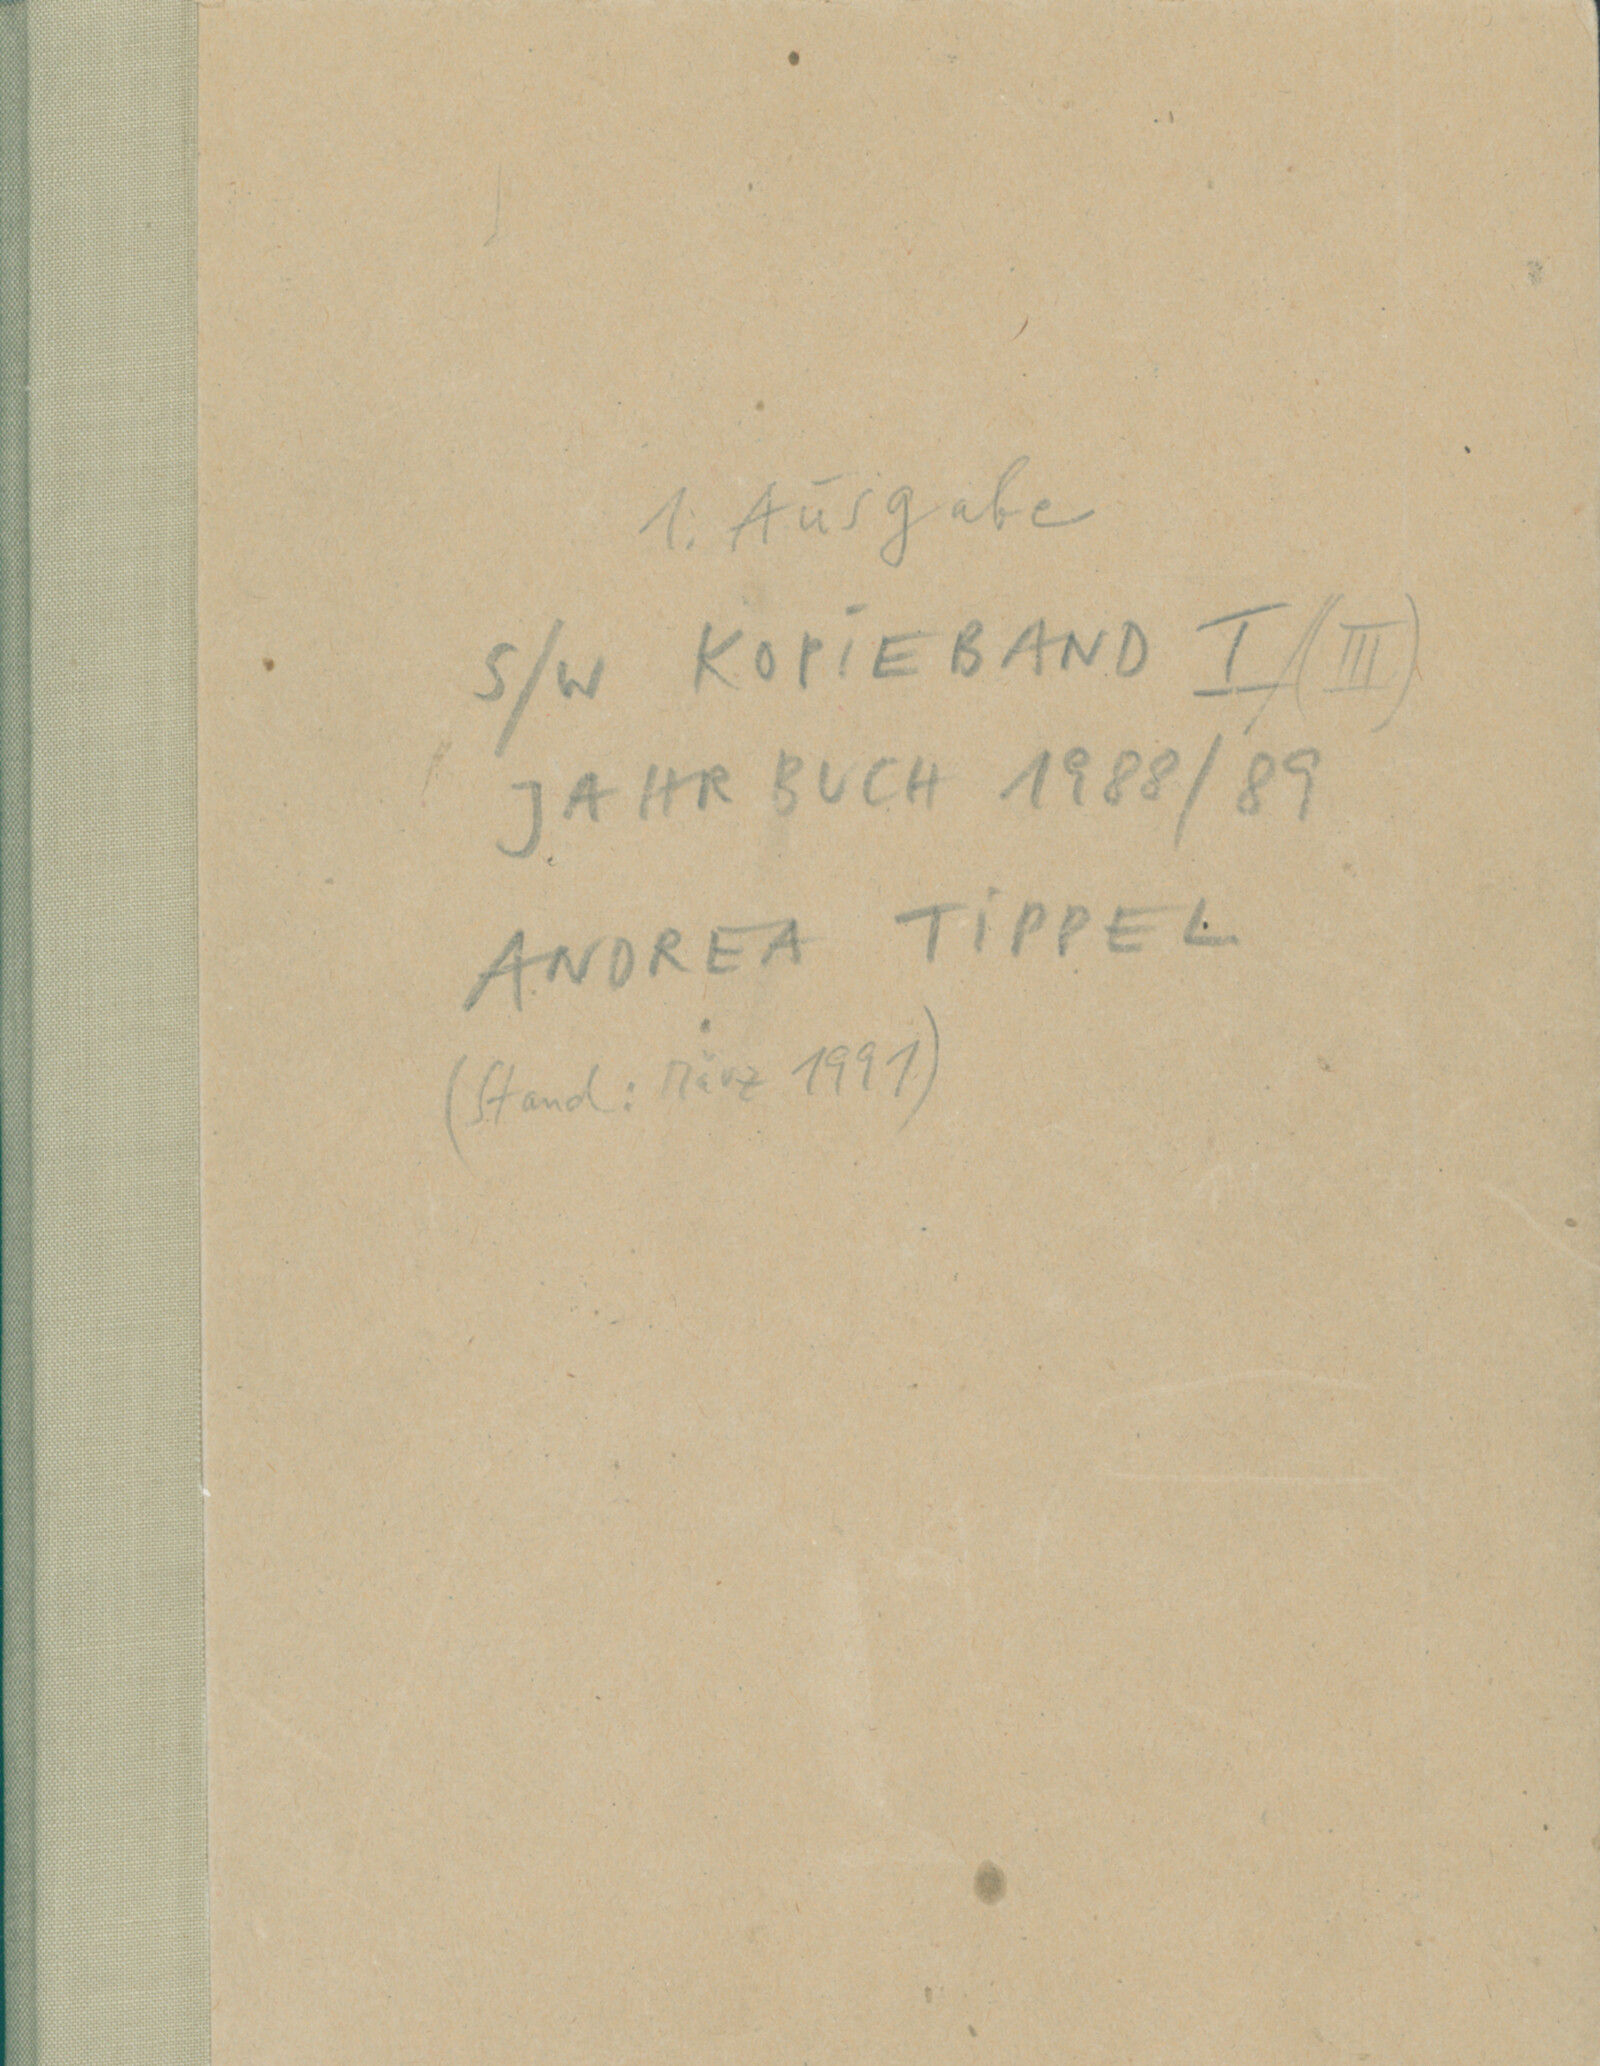 1. Ausgabe
S/W KOPIEBAND I/(III)
JAHRBUCH 1988/89
ANDREA TIPPEL
(Stand: März 1991)